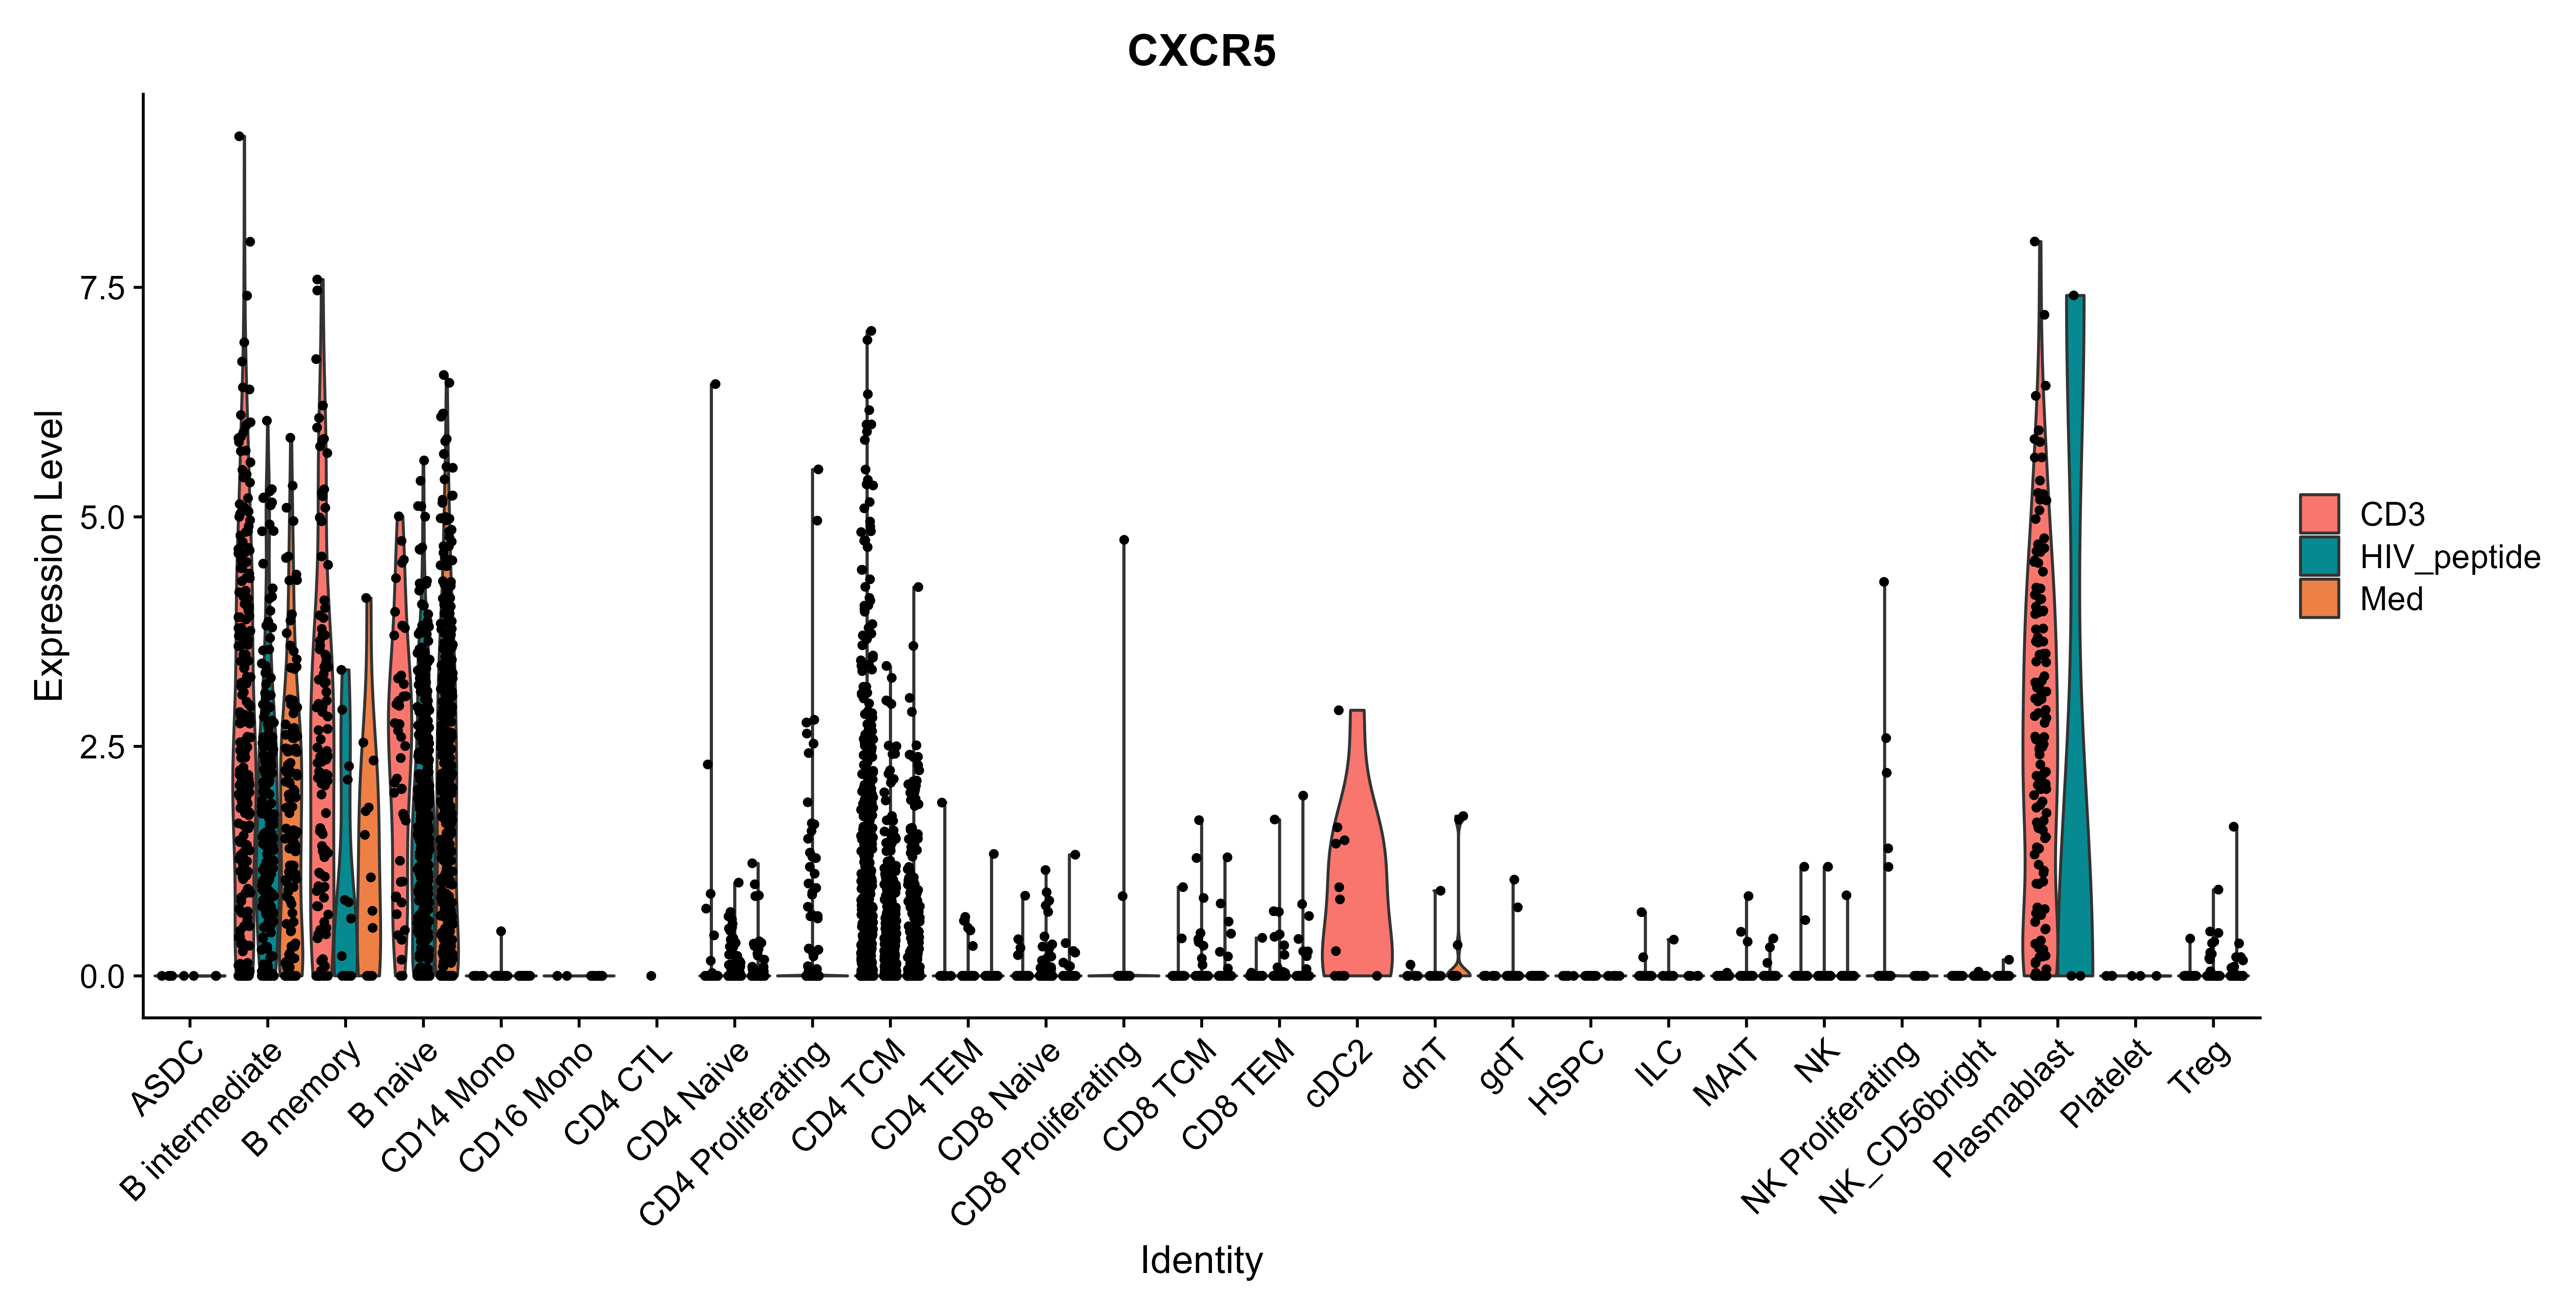 CXCR5
Expression Level
7.5
5.0
2.5
0.0
ASDC
B intermediate
B memory
B naive
CD14 Mono
CD16 Mono
CD4 CTL
CD4 Naive
CD4 Proliferating
CD4 TCM
CD4 TEM
CD8 Naive
CD8 Proliferating
CD8 TCM
CD8 TEM
cDC2
dnT
gdT
HSPC
ILC
MAIT
NK
NK Proliferating
NK_CD56bright
Plasmablast
Platelet
Treg
Identity
CD3
HIV_peptide
Med